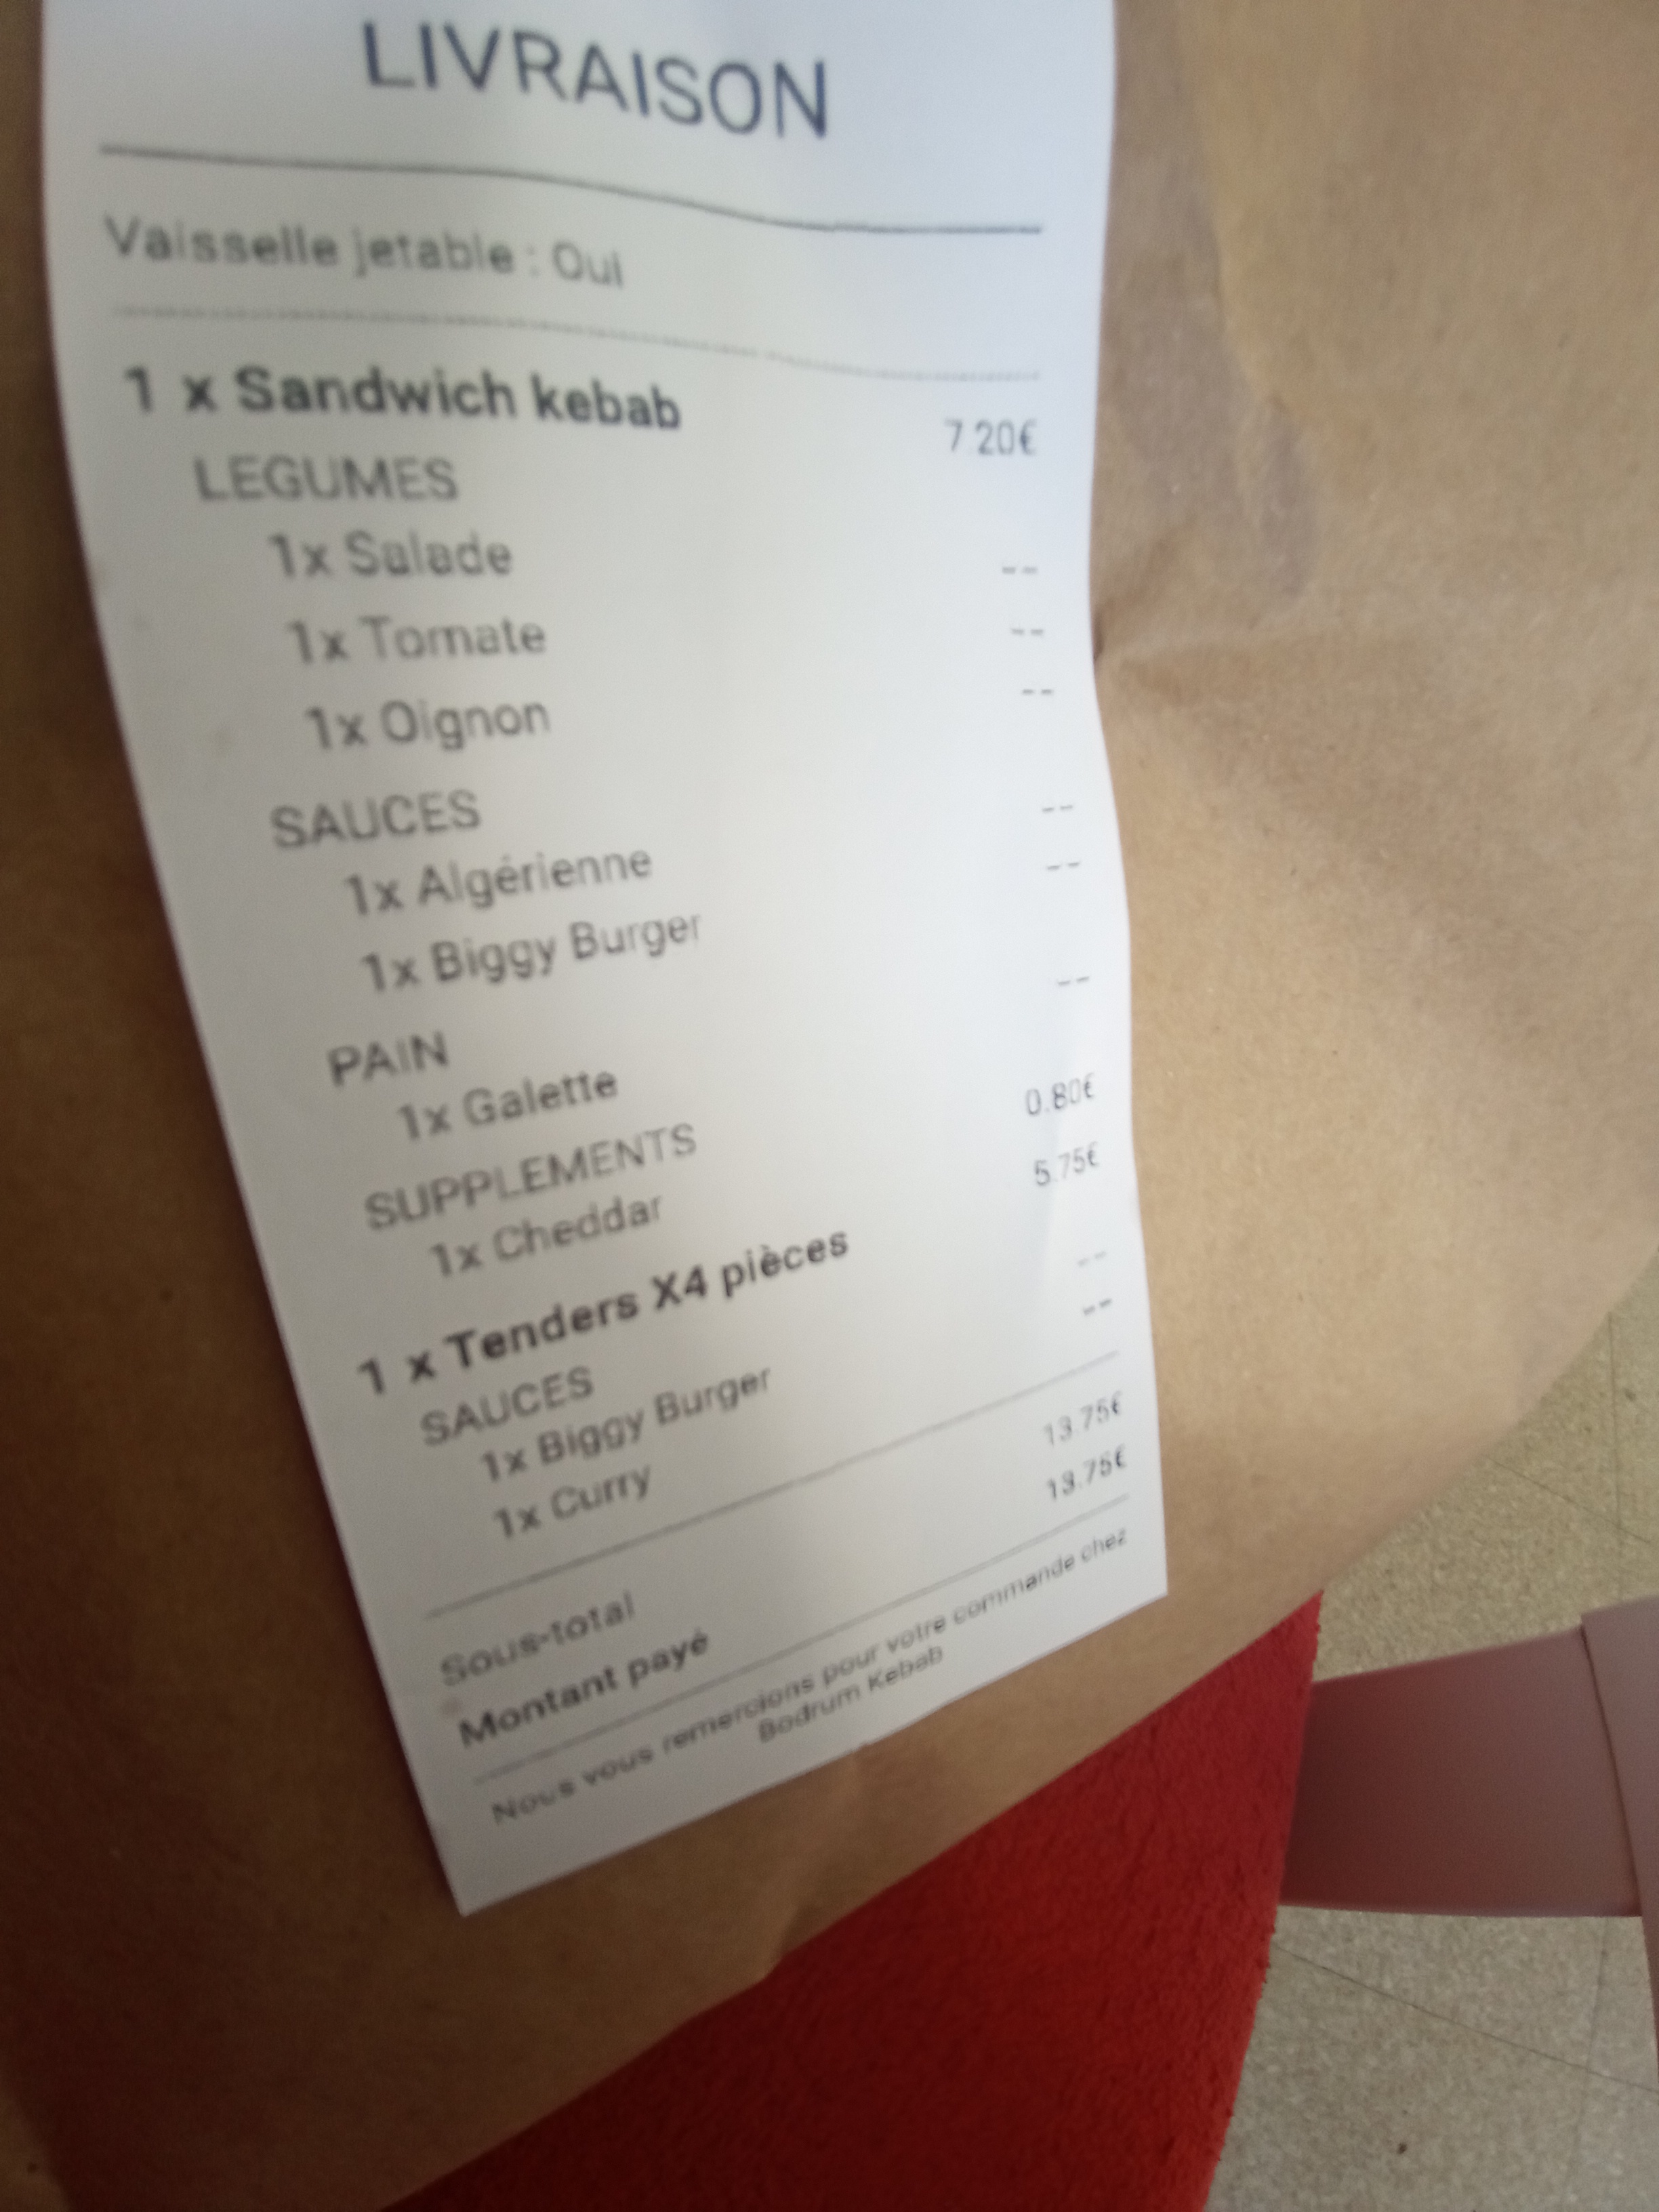 LIVRAISON
Vaisselle jetable : Oui
1 x Sandwich kebab 7.20€
LEGUMES
1x Salade --
1x Tomate --
1x Oignon --
SAUCES
1x Algérienne --
1x Biggy Burger --
PAIN
1x Galette --
SUPPLEMENTS
1x Cheddar 0.80€
1 x Tenders X4 pièces 5.75€
SAUCES
1x Biggy Burger --
1x Curry --
Sous-total 13.75€
Montant payé 13.75€
Nous vous remercions pour votre commande chez
Bodrum Kebab